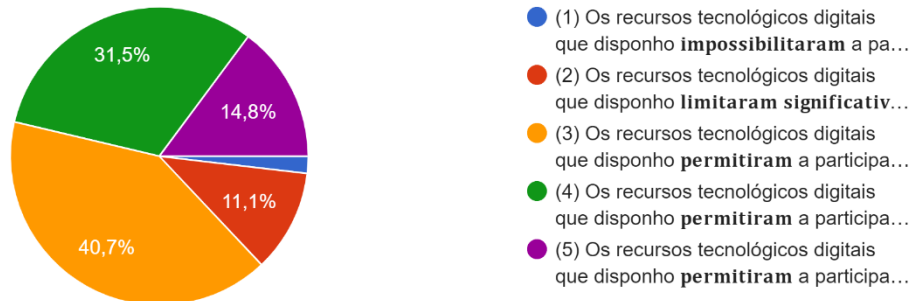 31,5%
14,8%
11,1%
40,7%
(1) Os recursos tecnológicos digitais
que disponho impossibilitaram a pa…
(2) Os recursos tecnológicos digitais
que disponho limitaram significativ…
(3) Os recursos tecnológicos digitais
que disponho permitiram a participa…
(4) Os recursos tecnológicos digitais
que disponho permitiram a participa…
(5) Os recursos tecnológicos digitais
que disponho permitiram a participa…